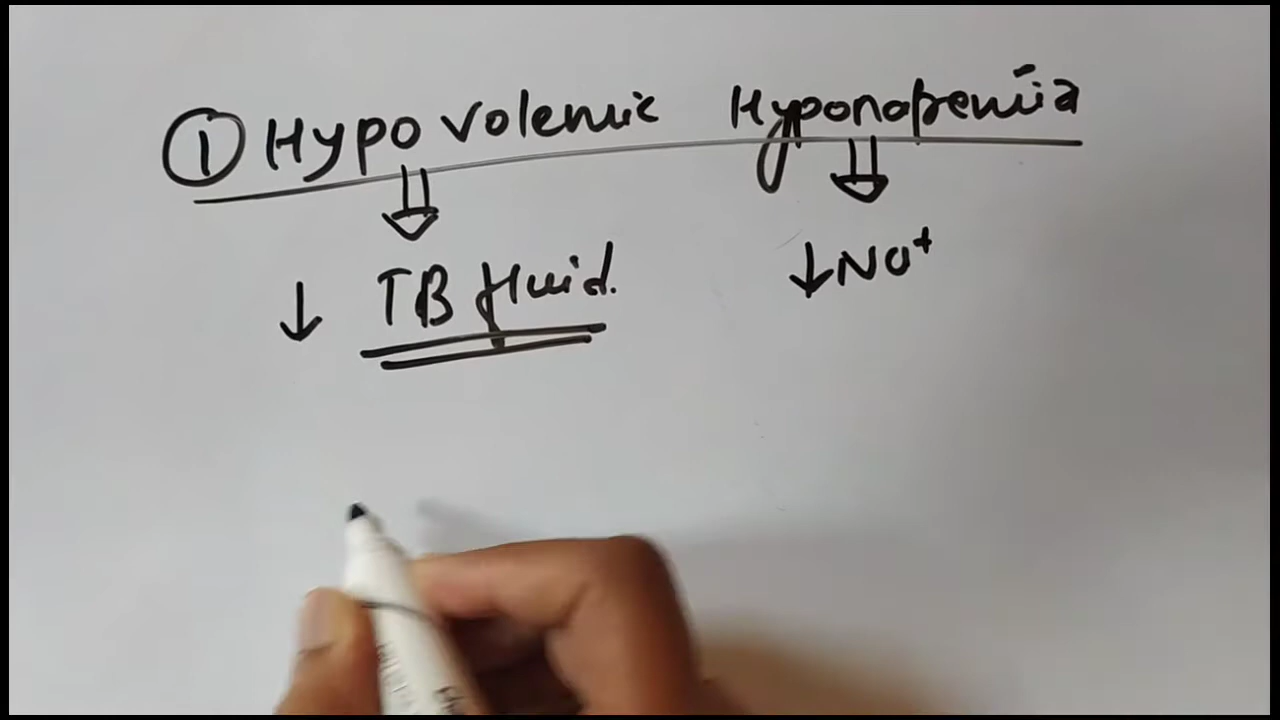 ① Hypovolemic Hyponatremia
↓ TB fluid. ↓ Na+